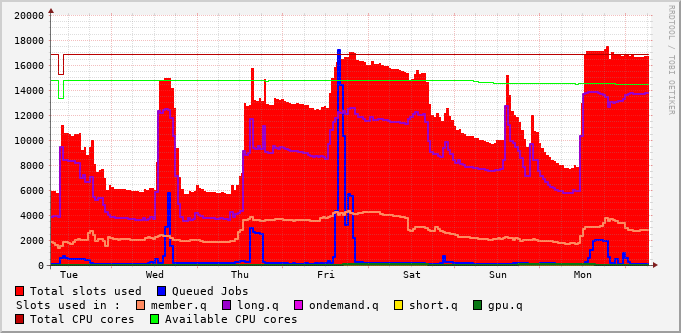 RRDTOOL / TOBI OETIKER
20000
18000
16000
14000
12000
10000
8000
6000
4000
2000
0
Tue Wed Thu Fri Sat Sun Mon
Total slots used Queued Jobs
Slots used in : member.q long.q ondemand.q short.q gpu.q
Total CPU cores Available CPU cores